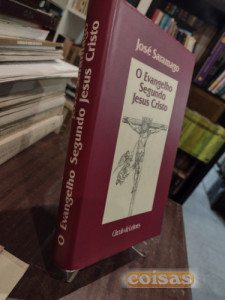 José Saramago
O Evangelho
Segundo
Jesus Cristo
Círculo de Leitores
O Evangelho Segundo Jesus Cristo
coisas